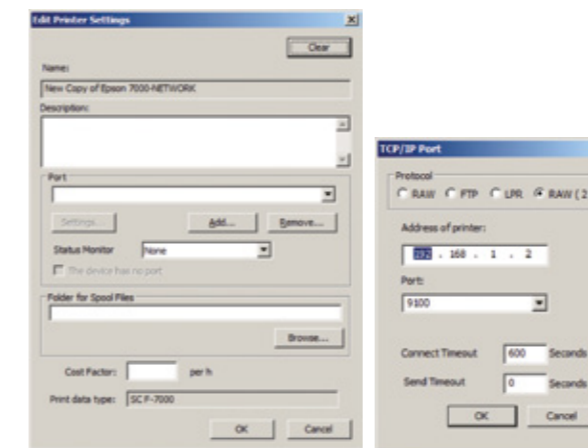 Edit Printer Settings
Clear
Name:
New Copy of Epson 7000-NETWORK
Description:
Port
Settings...
Add...
Remove...
Status Monitor
None
The device has no port
Folder for Spool Files
Browse...
Cost Factor:
per h
Print data type:
SC F-7000
OK
Cancel
TCP/IP Port
Protocol
RAW
FTP
LPR
RAW ( 2
Address of printer:
192 . 168 . 1 . 2
Port:
9100
Connect Timeout
600
Seconds
Send Timeout
0
Seconds
OK
Cancel